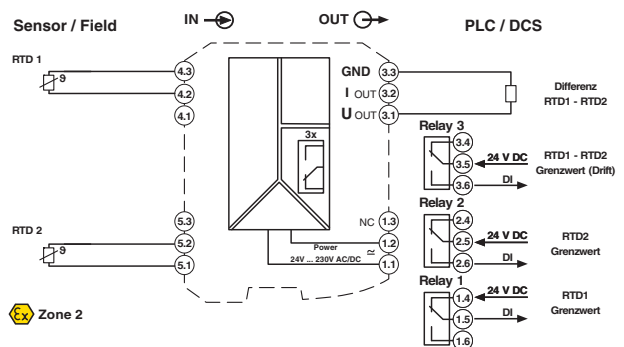 Sensor / Field
IN
OUT
PLC / DCS
RTD 1
ϑ
4.3
4.2
4.1
3x
GND 3.3
I OUT 3.2
U OUT 3.1
Differenz
RTD1 - RTD2
Relay 3
3.4
3.5 24 V DC
3.6 DI
RTD1 - RTD2
Grenzwert (Drift)
RTD 2
ϑ
5.3
5.2
5.1
NC 1.3
1.2
1.1
Power ≃
24V ... 230V AC/DC
Relay 2
2.4
2.5 24 V DC
2.6 DI
RTD2
Grenzwert
Relay 1
1.4 24 V DC
1.5 DI
1.6
RTD1
Grenzwert
εx Zone 2